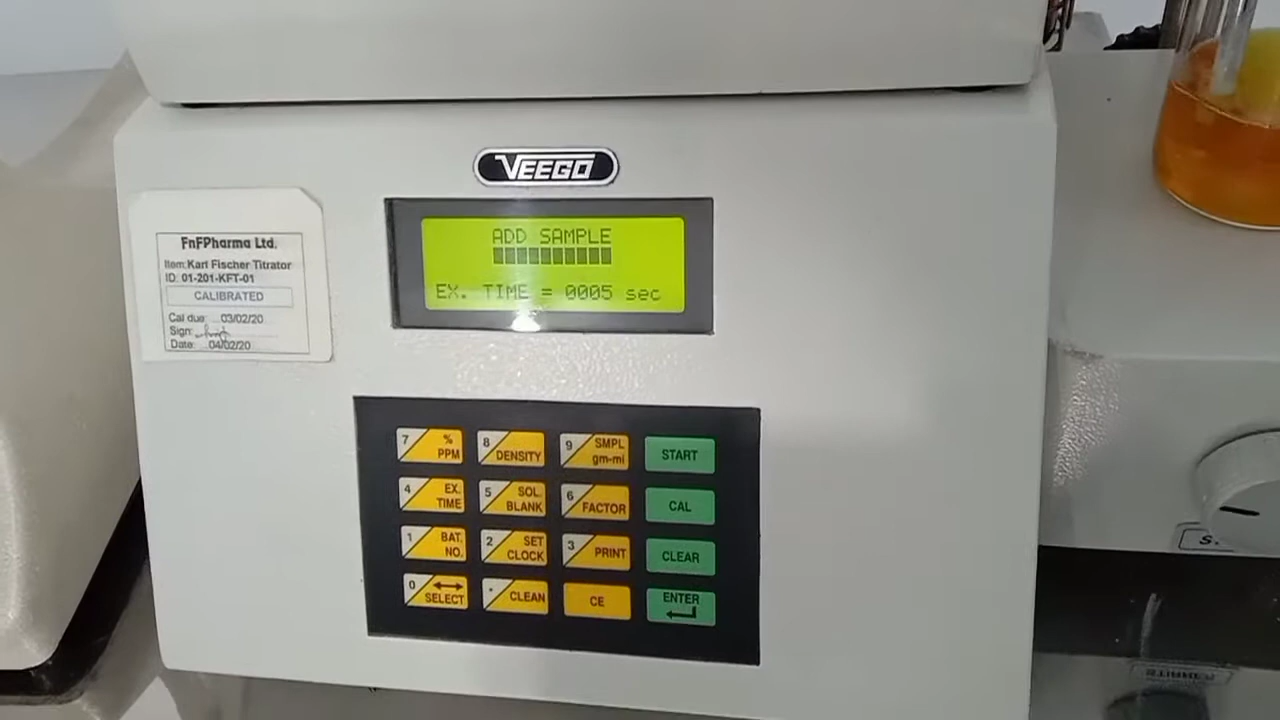 VEEGO
FnFPharma Ltd.
Item:Karl Fischer Titrator
ID: 01-201-KFT-01
CALIBRATED
Cal due: ...03/02/20
Sign:
Date: ...04/02/20
ADD SAMPLE
EX. TIME = 0005 sec
7 % PPM
8 DENSITY
9 SMPL gm-ml
START
4 EX. TIME
5 SOL. BLANK
6 FACTOR
CAL
1 BAT. NO.
2 SET CLOCK
3 PRINT
CLEAR
0 SELECT
. CLEAN
CE
ENTER